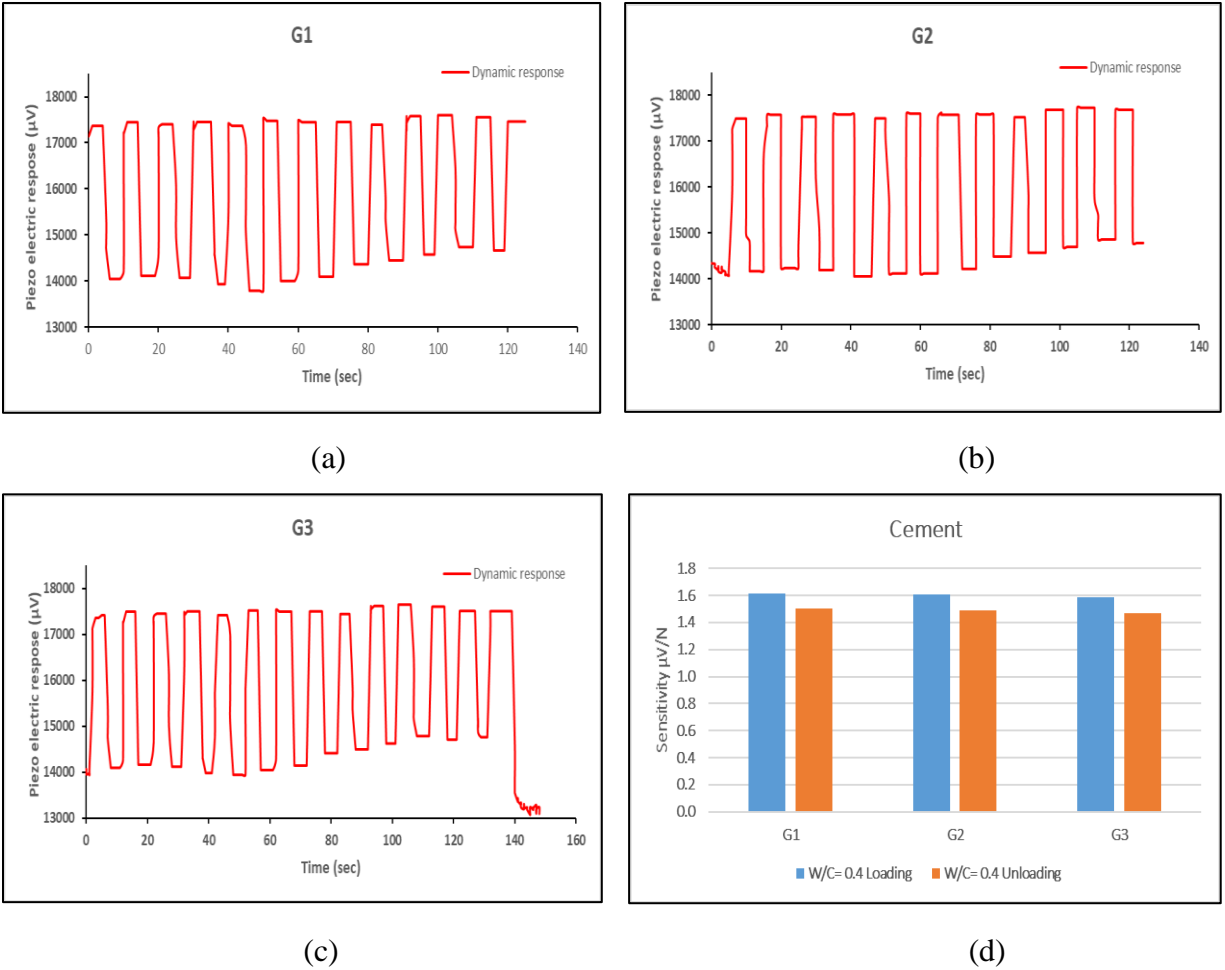 G1
Dynamic response
Piezo electric respose (µV)
18000
17000
16000
15000
14000
13000
0 20 40 60 80 100 120 140
Time (sec)
(a)
G2
Dynamic response
Piezo electric respose (µV)
18000
17000
16000
15000
14000
13000
0 20 40 60 80 100 120 140
Time (sec)
(b)
G3
Dynamic response
Piezo electric respose (µV)
18000
17000
16000
15000
14000
13000
0 20 40 60 80 100 120 140 160
Time (sec)
(c)
Cement
Sensitivity µV/N
1.8
1.6
1.4
1.2
1.0
0.8
0.6
0.4
0.2
0.0
G1 G2 G3
W/C= 0.4 Loading W/C= 0.4 Unloading
(d)